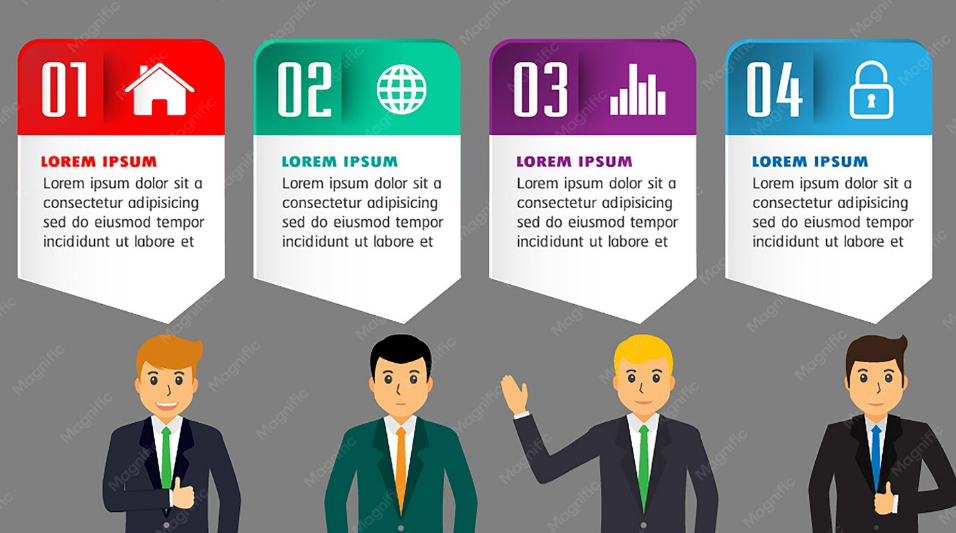 01
LOREM IPSUM
Lorem ipsum dolor sit a
consectetur adipisicing
sed do eiusmod tempor
incididunt ut labore et
02
LOREM IPSUM
Lorem ipsum dolor sit a
consectetur adipisicing
sed do eiusmod tempor
incididunt ut labore et
03
LOREM IPSUM
Lorem ipsum dolor sit a
consectetur adipisicing
sed do eiusmod tempor
incididunt ut labore et
04
LOREM IPSUM
Lorem ipsum dolor sit a
consectetur adipisicing
sed do eiusmod tempor
incididunt ut labore et
Magnific